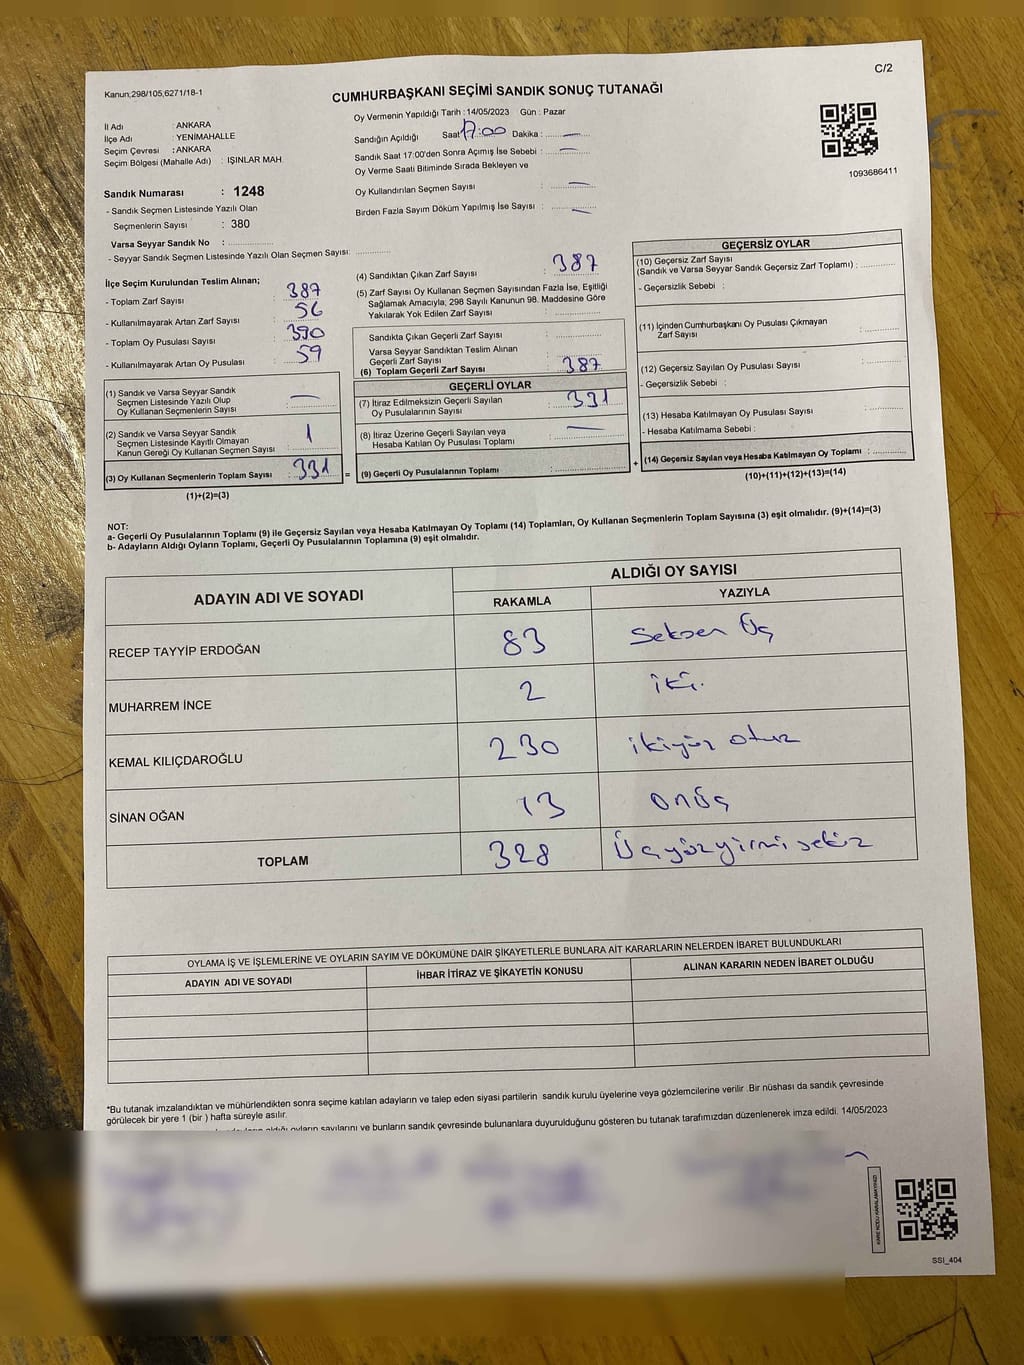 C/2
Kanun,298/105,6271/18-1
CUMHURBAŞKANI SEÇİMİ SANDIK SONUÇ TUTANAĞI
İl Adı : ANKARA
İlçe Adı : YENİMAHALLE
Seçim Çevresi : ANKARA
Seçim Bölgesi (Mahalle Adı) : IŞINLAR MAH
Sandık Numarası : 1248
- Sandık Seçmen Listesinde Yazılı Olan
Seçmenlerin Sayısı : 380
Varsa Seyyar Sandık No :
- Seyyar Sandık Seçmen Listesinde Yazılı Olan Seçmen Sayısı:
Oy Vermenin Yapıldığı Tarih : 14/05/2023 Gün : Pazar
Sandığın Açıldığı Saat 17:00 Dakika : —
Sandık Saat 17:00'den Sonra Açımış İse Sebebi : —
Oy Verme Saati Bitiminde Sırada Bekleyen ve
Oy Kullandırılan Seçmen Sayısı : —
Birden Fazla Sayım Döküm Yapılmış İse Sayısı : —
1093686411
İlçe Seçim Kurulundan Teslim Alınan;
- Toplam Zarf Sayısı : 387
- Kullanılmayarak Artan Zarf Sayısı : 56
- Toplam Oy Pusulası Sayısı : 390
- Kullanılmayarak Artan Oy Pusulası : 59
(1) Sandık ve Varsa Seyyar Sandık
Seçmen Listesinde Yazılı Olup
Oy Kullanan Seçmenlerin Sayısı : —
(2) Sandık ve Varsa Seyyar Sandık
Seçmen Listesinde Kayıtlı Olmayan
Kanun Gereği Oy Kullanan Seçmen Sayısı : 1
(3) Oy Kullanan Seçmenlerin Toplam Sayısı : 331 =
(1)+(2)=(3)
(4) Sandıktan Çıkan Zarf Sayısı : 387
(5) Zarf Sayısı Oy Kullanan Seçmen Sayısından Fazla İse, Eşitliği
Sağlamak Amacıyla, 298 Sayılı Kanunun 98. Maddesine Göre
Yakılarak Yok Edilen Zarf Sayısı :
Sandıkta Çıkan Geçerli Zarf Sayısı :
Varsa Seyyar Sandıktan Teslim Alınan
Geçerli Zarf Sayısı :
(6) Toplam Geçerli Zarf Sayısı : 387
GEÇERLİ OYLAR
(7) İtiraz Edilmeksizin Geçerli Sayılan
Oy Pusulalarının Sayısı : 331
(8) İtiraz Üzerine Geçerli Sayılan veya
Hesaba Katılan Oy Pusulası Toplamı : —
(9) Geçerli Oy Pusulalarının Toplamı : +
GEÇERSİZ OYLAR
(10) Geçersiz Zarf Sayısı
(Sandık ve Varsa Seyyar Sandık Geçersiz Zarf Toplamı) :
- Geçersizlik Sebebi :
(11) İçinden Cumhurbaşkanı Oy Pusulası Çıkmayan
Zarf Sayısı :
(12) Geçersiz Sayılan Oy Pusulası Sayısı :
- Geçersizlik Sebebi :
(13) Hesaba Katılmayan Oy Pusulası Sayısı :
- Hesaba Katılmama Sebebi :
(14) Geçersiz Sayılan veya Hesaba Katılmayan Oy Toplamı :
(10)+(11)+(12)+(13)=(14)
NOT:
a- Geçerli Oy Pusulalarının Toplamı (9) ile Geçersiz Sayılan veya Hesaba Katılmayan Oy Toplamı (14) Toplamları, Oy Kullanan Seçmenlerin Toplam Sayısına (3) eşit olmalıdır. (9)+(14)=(3)
b- Adayların Aldığı Oyların Toplamı, Geçerli Oy Pusulalarının Toplamına (9) eşit olmalıdır.
ADAYIN ADI VE SOYADI
ALDIĞI OY SAYISI
RAKAMLA YAZIYLA
RECEP TAYYİP ERDOĞAN 83 Seksen Üç
MUHARREM İNCE 2 iki.
KEMAL KILIÇDAROĞLU 230 ikiyüz otuz
SİNAN OĞAN 13 onüç
TOPLAM 328 Üçyüzyirmi sekiz
OYLAMA İŞ VE İŞLEMLERİNE VE OYLARIN SAYIM VE DÖKÜMÜNE DAİR ŞİKAYETLERLE BUNLARA AİT KARARLARIN NELERDEN İBARET BULUNDUKLARI
ADAYIN ADI VE SOYADI İHBAR İTİRAZ VE ŞİKAYETİN KONUSU ALINAN KARARIN NEDEN İBARET OLDUĞU
*Bu tutanak imzalandıktan ve mühürlendikten sonra seçime katılan adayların ve talep eden siyasi partilerin sandık kurulu üyelerine veya gözlemcilerine verilir .Bir nüshası da sandık çevresinde
görülecek bir yere 1 (bir ) hafta süreyle asılır.
aldığı oyların sayılarını ve bunların sandık çevresinde bulunanlara duyurulduğunu gösteren bu tutanak tarafımızdan düzenlenerek imza edildi. 14/05/2023
KARE KODU KARALAMAYINIZ!
SSI_404